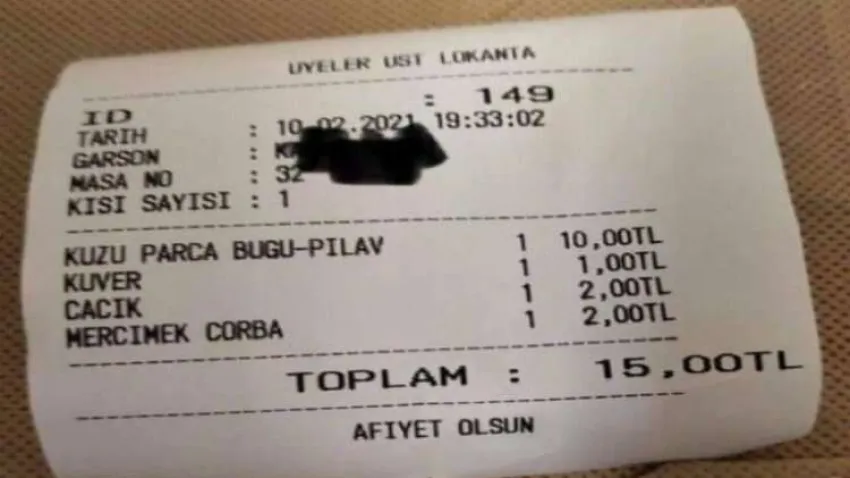 UYELER UST LOKANTA
ID : 149
TARIH : 10.02.2021 19:33:02
GARSON :
MASA NO : 32
KISI SAYISI : 1
KUZU PARCA BUGU-PILAV 1 10,00TL
KUVER 1 1,00TL
CACIK 1 2,00TL
MERCIMEK CORBA 1 2,00TL
TOPLAM : 15,00TL
AFIYET OLSUN